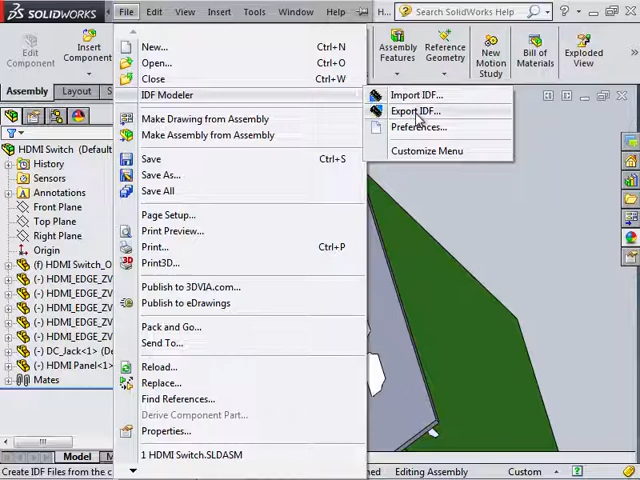 SOLIDWORKS
File Edit View Insert Tools Window Help
H...
Search SolidWorks
Edit
Component
Insert
Components
Assembly
Features
Reference
Geometry
New
Motion
Study
Bill of
Materials
Exploded
View
Assembly Layout
New... Ctrl+N
Open... Ctrl+O
Close Ctrl+W
IDF Modeler
Import IDF...
Export IDF...
Preferences...
Customize Menu
Make Drawing from Assembly
Make Assembly from Assembly
Save Ctrl+S
Save As...
Save All
Page Setup...
Print Preview...
Print... Ctrl+P
Print3D...
Publish to 3DVIA.com...
Publish to eDrawings
Pack and Go...
Send To...
Reload...
Replace...
Find References...
Derive Component Part...
Properties...
1 HDMI Switch.SLDASM
HDMI Switch (Default
History
Sensors
Annotations
Front Plane
Top Plane
Right Plane
Origin
(f) HDMI Switch_O
(-) HDMI_EDGE_ZV
(-) HDMI_EDGE_ZV
(-) HDMI_EDGE_ZV
(-) HDMI_EDGE_ZV
(-) DC_Jack<1> (De
(-) HDMI Panel<1>
Mates
Model
Create IDF Files from the c
Editing Assembly
Custom